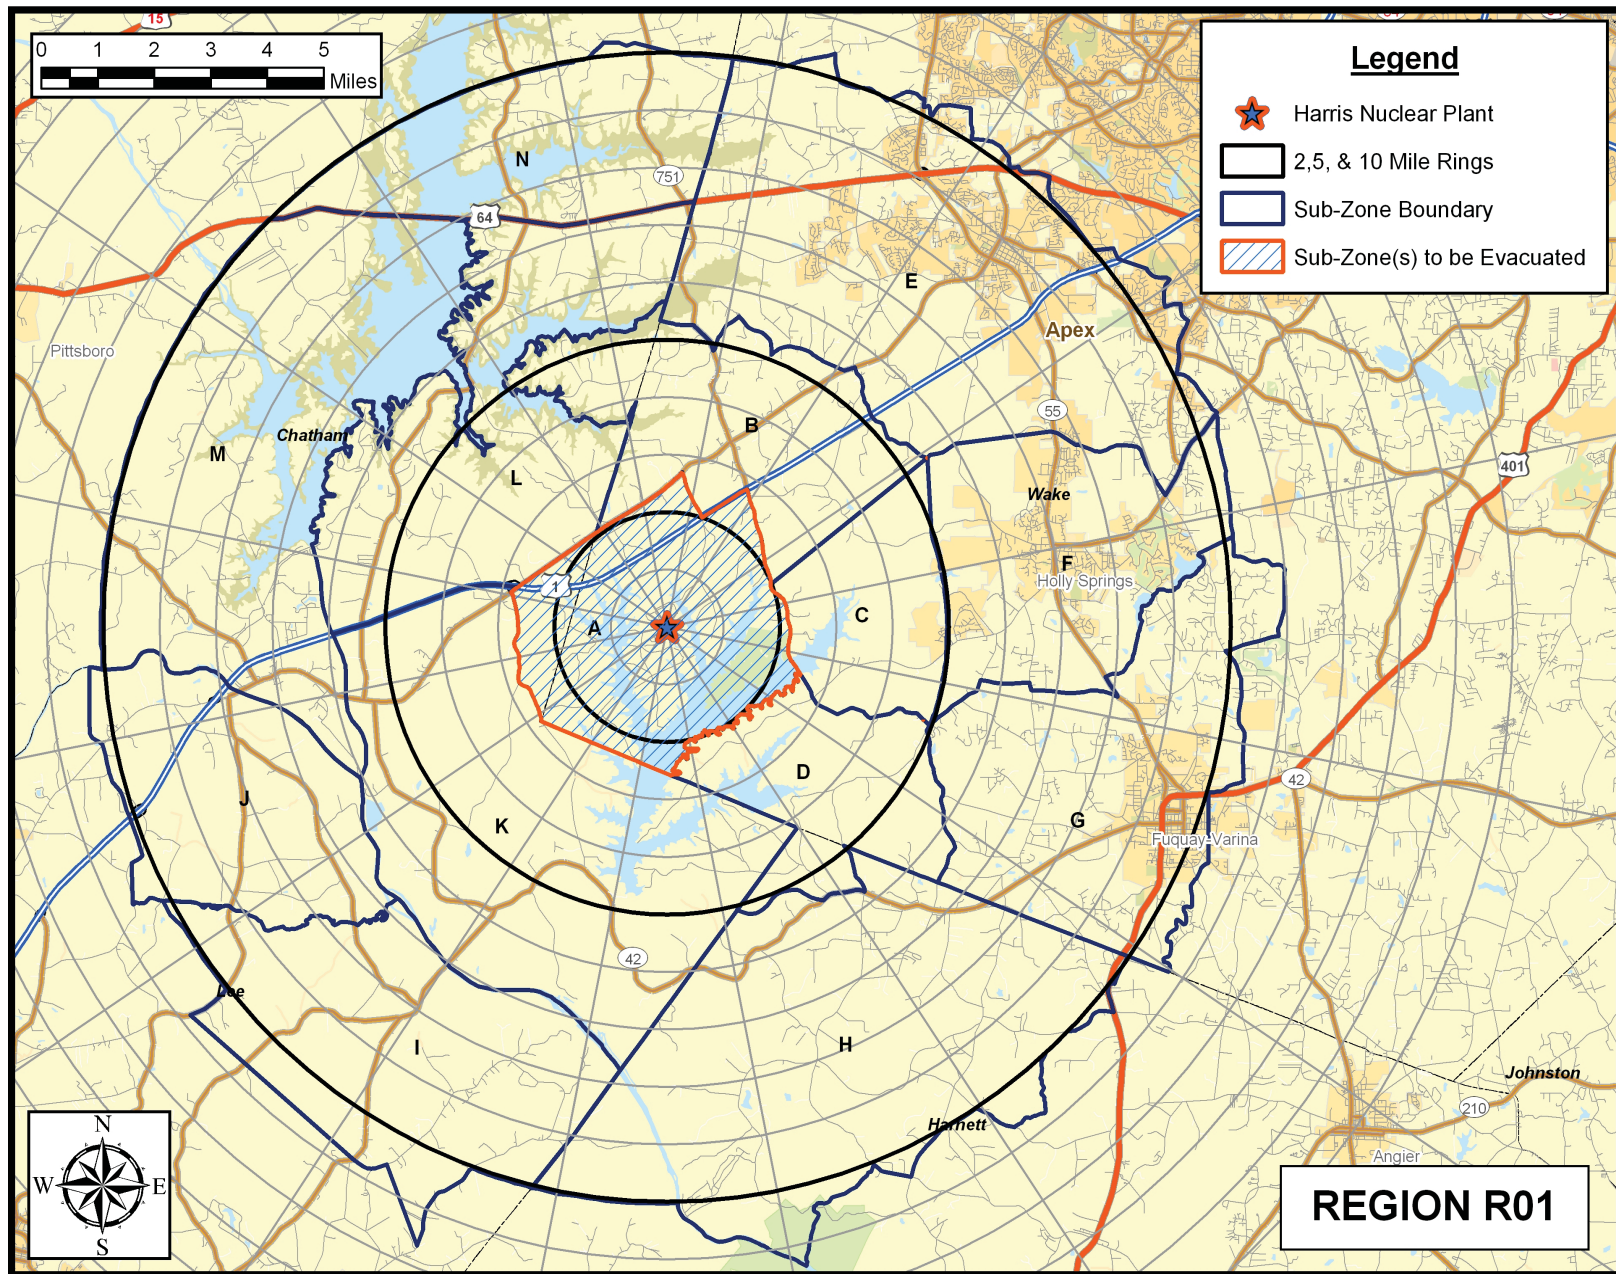 15
0 1 2 3 4 5
Miles
Legend
Harris Nuclear Plant
2,5, & 10 Mile Rings
Sub-Zone Boundary
Sub-Zone(s) to be Evacuated
N
751
64
E
Apex
Pittsboro
55
B
Chatham
M
L
Wake
401
F
Holly Springs
1
A
C
D
42
J
G
K
Fuquay-Varina
42
Lee
I
H
Johnston
210
Harnett
Angier
N
W E
S
REGION R01